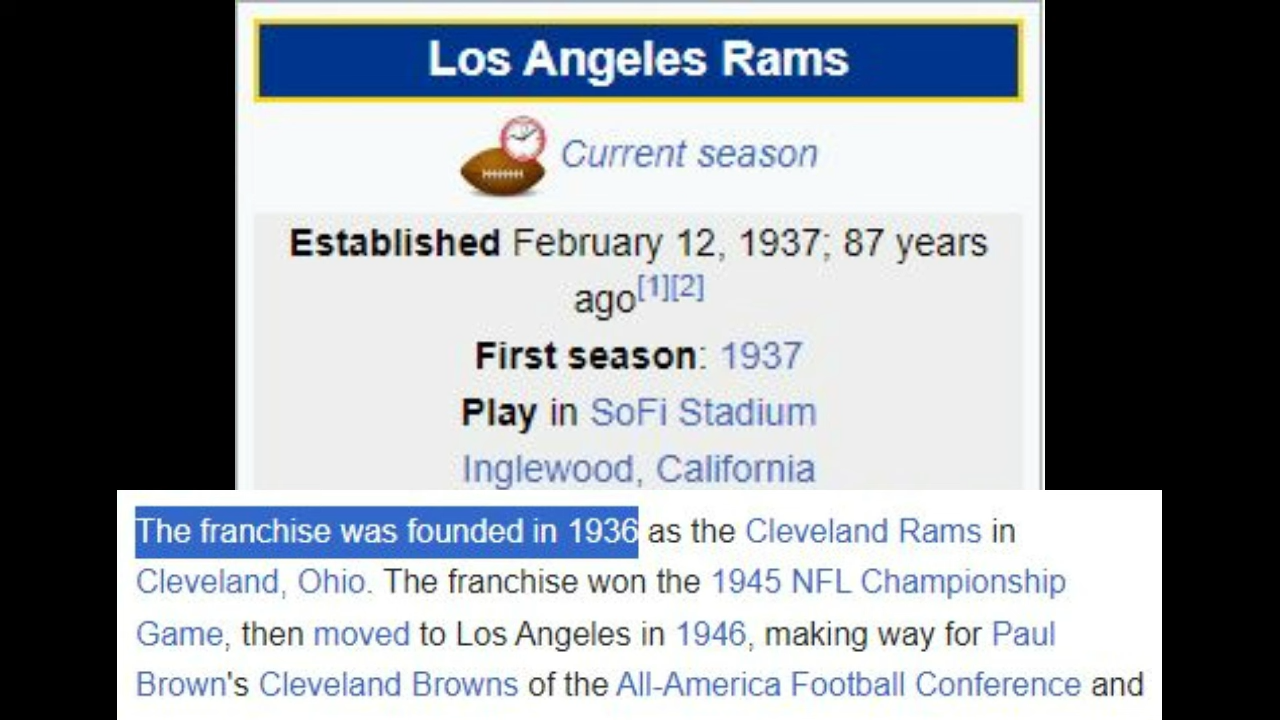 Los Angeles Rams
Current season
Established February 12, 1937; 87 years
ago[1][2]
First season: 1937
Play in SoFi Stadium
Inglewood, California
The franchise was founded in 1936 as the Cleveland Rams in
Cleveland, Ohio. The franchise won the 1945 NFL Championship
Game, then moved to Los Angeles in 1946, making way for Paul
Brown's Cleveland Browns of the All-America Football Conference and